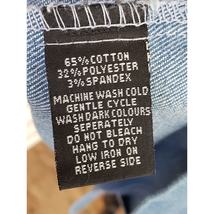 65%COTTON
32%POLYESTER
3%SPANDEX
MACHINE WASH COLD
GENTLE CYCLE
WASH DARK COLOURS
SEPERATELY
DO NOT BLEACH
HANG TO DRY
LOW IRON ON
REVERSE SIDE